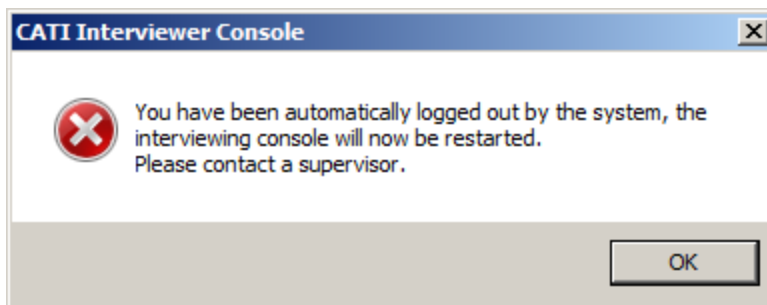 CATI Interviewer Console
You have been automatically logged out by the system, the
interviewing console will now be restarted.
Please contact a supervisor.
OK